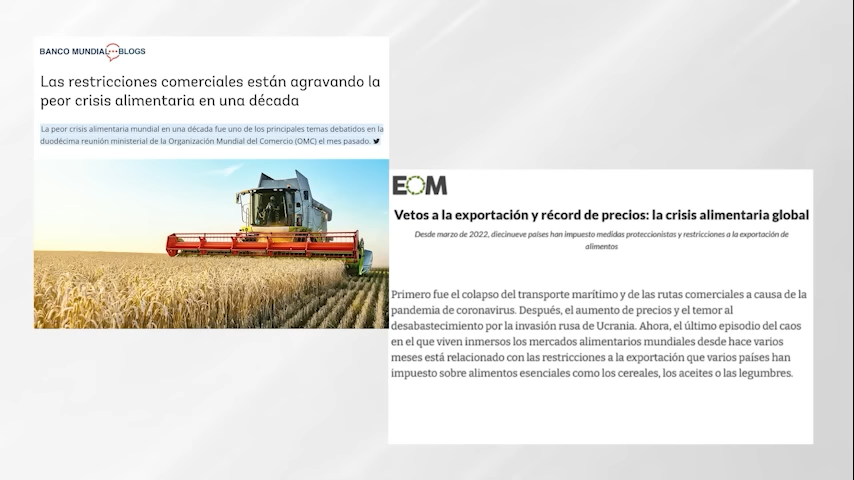 BANCO MUNDIAL BLOGS
Las restricciones comerciales están agravando la
peor crisis alimentaria en una década
La peor crisis alimentaria mundial en una década fue uno de los principales temas debatidos en la
duodécima reunión ministerial de la Organización Mundial del Comercio (OMC) el mes pasado.
EOM
Vetos a la exportación y récord de precios: la crisis alimentaria global
Desde marzo de 2022, diecinueve países han impuesto medidas proteccionistas y restricciones a la exportación de
alimentos
Primero fue el colapso del transporte marítimo y de las rutas comerciales a causa de la
pandemia de coronavirus. Después, el aumento de precios y el temor al
desabastecimiento por la invasión rusa de Ucrania. Ahora, el último episodio del caos
en el que viven inmersos los mercados alimentarios mundiales desde hace varios
meses está relacionado con las restricciones a la exportación que varios países han
impuesto sobre alimentos esenciales como los cereales, los aceites o las legumbres.